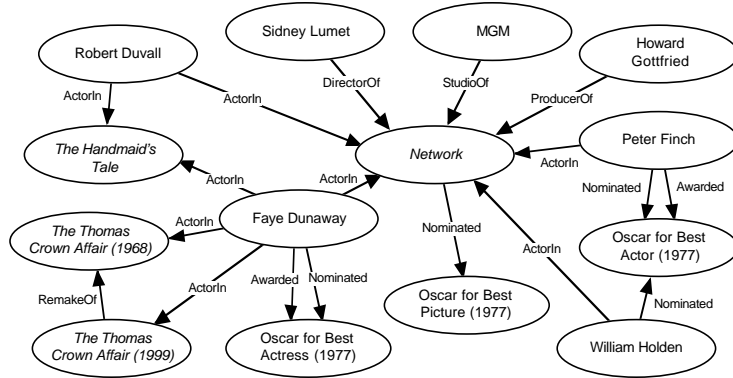 Sidney Lumet
MGM
Robert Duvall
Howard
Gottfried
DirectorOf
StudioOf
ActorIn
ActorIn
ProducerOf
The Handmaid's
Tale
Network
Peter Finch
ActorIn
ActorIn
ActorIn
Nominated
Awarded
The Thomas
Crown Affair (1968)
ActorIn
Faye Dunaway
Nominated
Oscar for Best
Actor (1977)
ActorIn
Awarded
Nominated
ActorIn
RemakeOf
Oscar for Best
Picture (1977)
Nominated
The Thomas
Crown Affair (1999)
Oscar for Best
Actress (1977)
William Holden